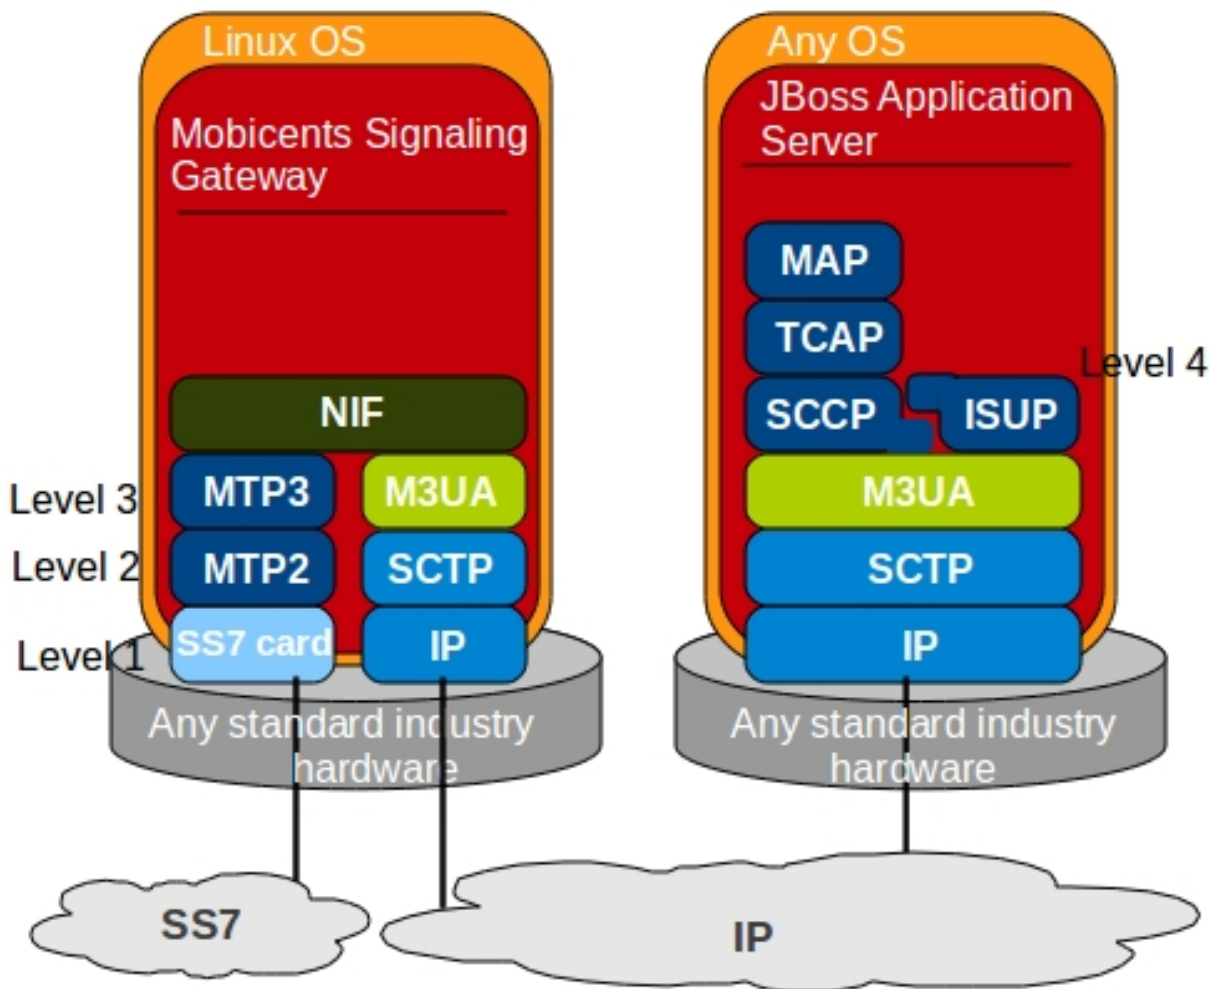 Linux OS
Mobicents Signaling
Gateway
NIF
Level 3
MTP3
M3UA
Level 2
MTP2
SCTP
Level 1
SS7 card
IP
Any standard industry
hardware
Any OS
JBoss Application
Server
MAP
TCAP
Level 4
SCCP
ISUP
M3UA
SCTP
IP
Any standard industry
hardware
SS7
IP